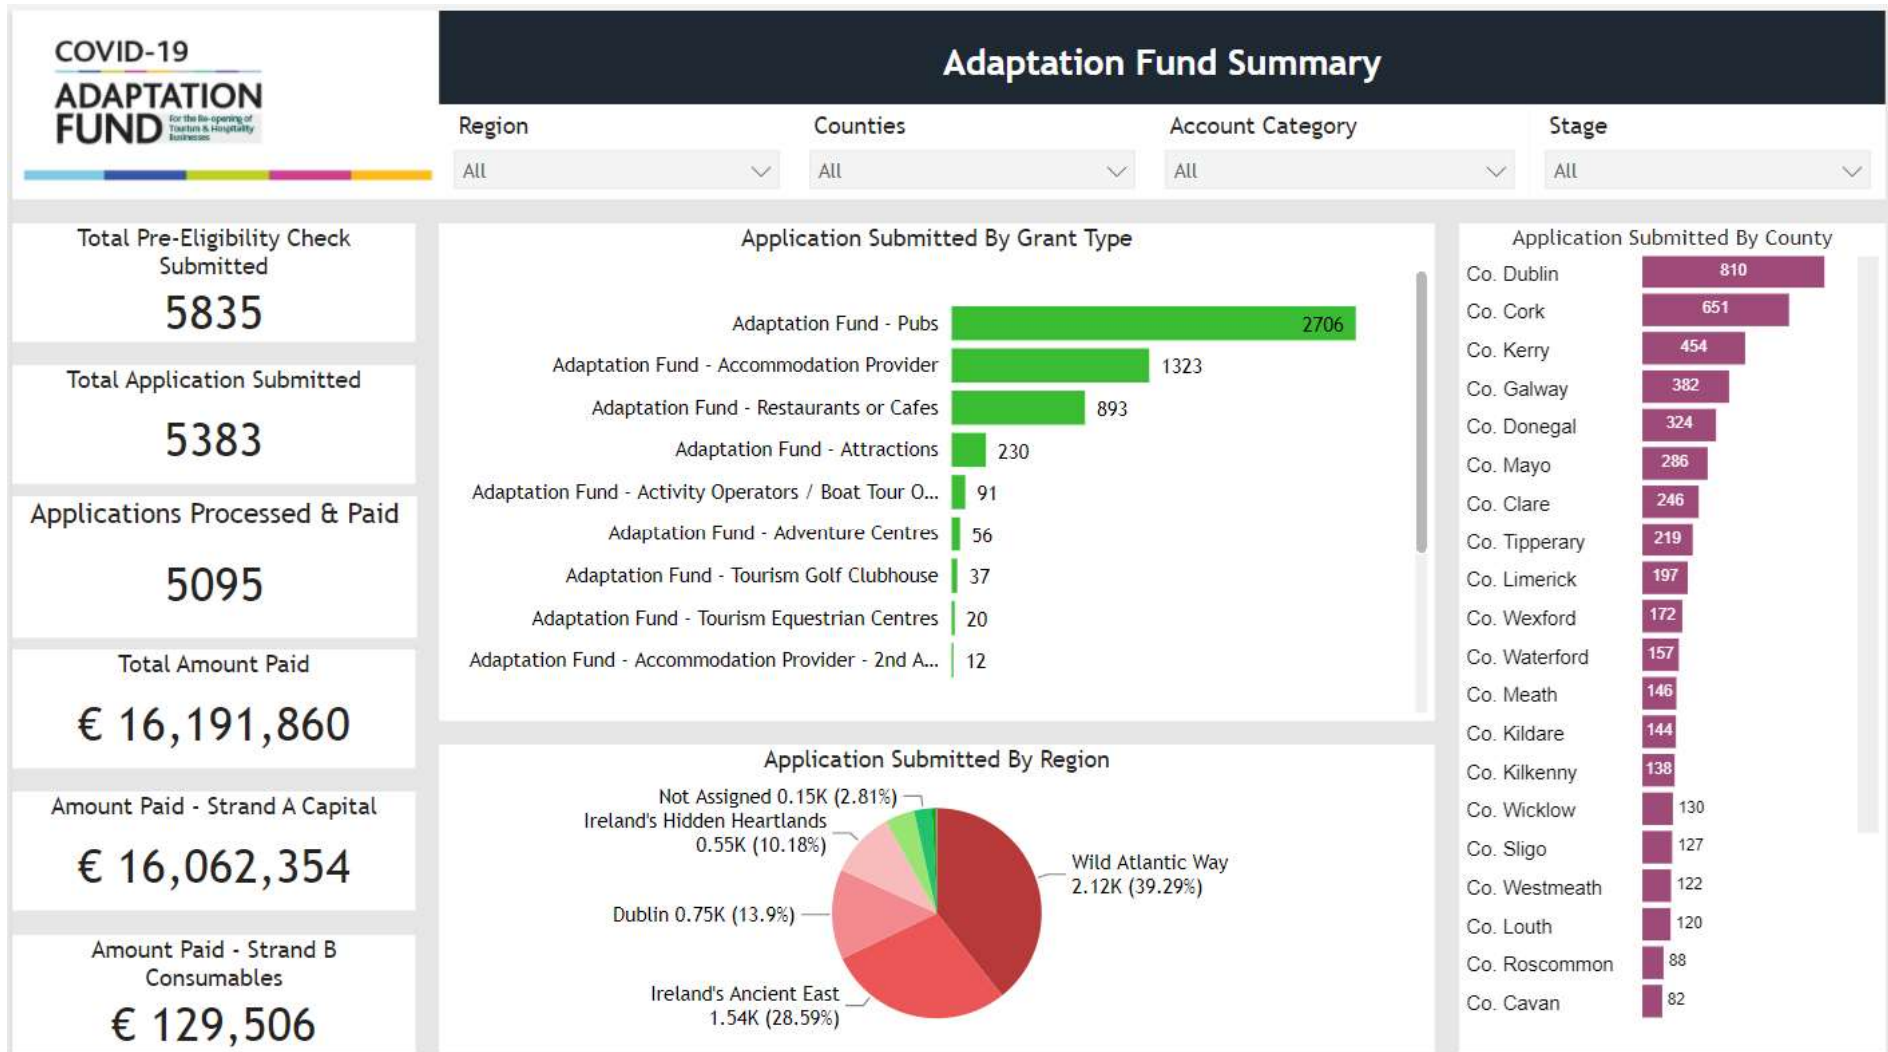 COVID-19
ADAPTATION
FUND
For the Re-opening of
Tourism & Hospitality
Businesses
Adaptation Fund Summary
Region
Counties
Account Category
Stage
All
All
All
All
Total Pre-Eligibility Check
Submitted
5835
Total Application Submitted
5383
Applications Processed & Paid
5095
Total Amount Paid
€ 16,191,860
Amount Paid - Strand A Capital
€ 16,062,354
Amount Paid - Strand B
Consumables
€ 129,506
Application Submitted By Grant Type
Adaptation Fund - Pubs 2706
Adaptation Fund - Accommodation Provider 1323
Adaptation Fund - Restaurants or Cafes 893
Adaptation Fund - Attractions 230
Adaptation Fund - Activity Operators / Boat Tour O... 91
Adaptation Fund - Adventure Centres 56
Adaptation Fund - Tourism Golf Clubhouse 37
Adaptation Fund - Tourism Equestrian Centres 20
Adaptation Fund - Accommodation Provider - 2nd A... 12
Application Submitted By Region
Not Assigned 0.15K (2.81%)
Ireland's Hidden Heartlands
0.55K (10.18%)
Dublin 0.75K (13.9%)
Ireland's Ancient East
1.54K (28.59%)
Wild Atlantic Way
2.12K (39.29%)
Application Submitted By County
Co. Dublin 810
Co. Cork 651
Co. Kerry 454
Co. Galway 382
Co. Donegal 324
Co. Mayo 286
Co. Clare 246
Co. Tipperary 219
Co. Limerick 197
Co. Wexford 172
Co. Waterford 157
Co. Meath 146
Co. Kildare 144
Co. Kilkenny 138
Co. Wicklow 130
Co. Sligo 127
Co. Westmeath 122
Co. Louth 120
Co. Roscommon 88
Co. Cavan 82